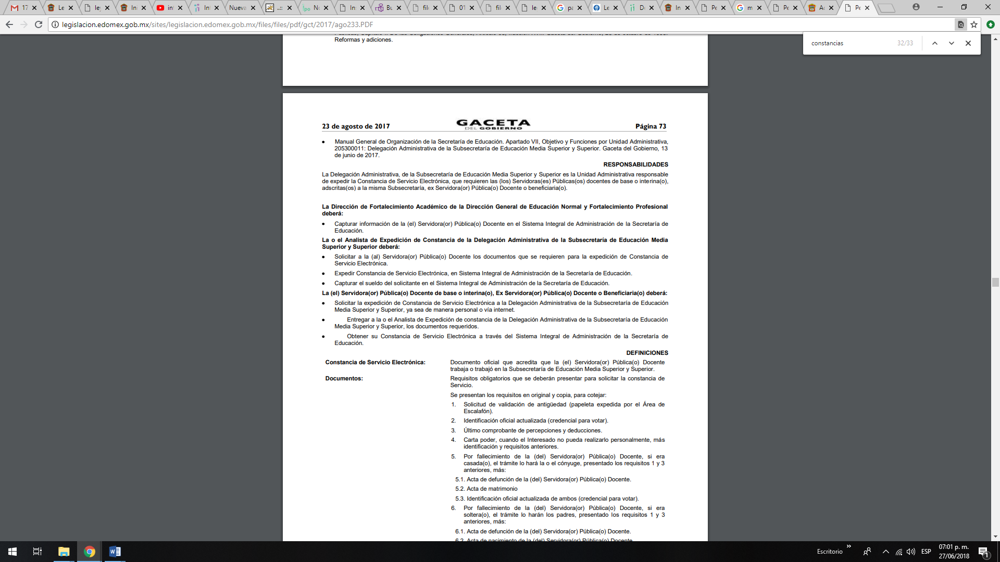 17
Le
le
In
int
In
Nueva
..::
No
In
Bu
file
01
file
le
pa
Le
De
In
Pe
m
Pe
Ac
Pe
legislacion.edomex.gob.mx/sites/legislacion.edomex.gob.mx/files/files/pdf/gct/2017/ago233.PDF
constancias 32/33
Reformas y adiciones.
23 de agosto de 2017 GACETA DEL GOBIERNO Página 73
• Manual General de Organización de la Secretaría de Educación. Apartado VII, Objetivo y Funciones por Unidad Administrativa,
205300011: Delegación Administrativa de la Subsecretaría de Educación Media Superior y Superior. Gaceta del Gobierno, 13
de junio de 2017.
RESPONSABILIDADES
La Delegación Administrativa, de la Subsecretaría de Educación Media Superior y Superior es la Unidad Administrativa responsable
de expedir la Constancia de Servicio Electrónica, que requieren las (los) Servidoras(es) Públicas(os) docentes de base o interina(o),
adscritas(os) a la misma Subsecretaría, ex Servidora(or) Pública(o) Docente o beneficiaria(o).
La Dirección de Fortalecimiento Académico de la Dirección General de Educación Normal y Fortalecimiento Profesional
deberá:
• Capturar información de la (el) Servidora(or) Pública(o) Docente en el Sistema Integral de Administración de la Secretaría de
Educación.
La o el Analista de Expedición de Constancia de la Delegación Administrativa de la Subsecretaría de Educación Media
Superior y Superior deberá:
• Solicitar a la (al) Servidora(or) Pública(o) Docente los documentos que se requieren para la expedición de Constancia de
Servicio Electrónica.
• Expedir Constancia de Servicio Electrónica, en Sistema Integral de Administración de la Secretaría de Educación.
• Capturar el sueldo del solicitante en el Sistema Integral de Administración de la Secretaría de Educación.
La (el) Servidora(or) Pública(o) Docente de base o interina(o), Ex Servidora(or) Pública(o) Docente o Beneficiaria(o) deberá:
• Solicitar la expedición de Constancia de Servicio Electrónica a la Delegación Administrativa de la Subsecretaría de Educación
Media Superior y Superior, ya sea de manera personal o vía internet.
• Entregar a la o el Analista de Expedición de constancia de la Delegación Administrativa de la Subsecretaría de Educación
Media Superior y Superior, los documentos requeridos.
• Obtener su Constancia de Servicio Electrónica a través del Sistema Integral de Administración de la Secretaría de
Educación.
DEFINICIONES
Constancia de Servicio Electrónica: Documento oficial que acredita que la (el) Servidora(or) Pública(o) Docente
trabaja o trabajó en la Subsecretaría de Educación Media Superior y Superior.
Documentos: Requisitos obligatorios que se deberán presentar para solicitar la constancia de
Servicio.
Se presentan los requisitos en original y copia, para cotejar:
1. Solicitud de validación de antigüedad (papeleta expedida por el Área de
Escalafón).
2. Identificación oficial actualizada (credencial para votar).
3. Último comprobante de percepciones y deducciones.
4. Carta poder, cuando el Interesado no pueda realizarlo personalmente, más
identificación y requisitos anteriores.
5. Por fallecimiento de la (del) Servidora(or) Pública(o) Docente, si era
casada(o), el trámite lo hará la o el cónyuge, presentado los requisitos 1 y 3
anteriores, más:
5.1. Acta de defunción de la (del) Servidora(or) Pública(o) Docente.
5.2. Acta de matrimonio
5.3. Identificación oficial actualizada de ambos (credencial para votar).
6. Por fallecimiento de la (del) Servidora(or) Pública(o) Docente, si era
soltera(o), el trámite lo harán los padres, presentado los requisitos 1 y 3
anteriores, más:
6.1. Acta de defunción de la (del) Servidora(or) Pública(o) Docente.
6.2. Acta de nacimiento de la (del) Servidora(or) Pública(o) Docente
Escritorio » ESP 07:01 p. m.
27/06/2018 1